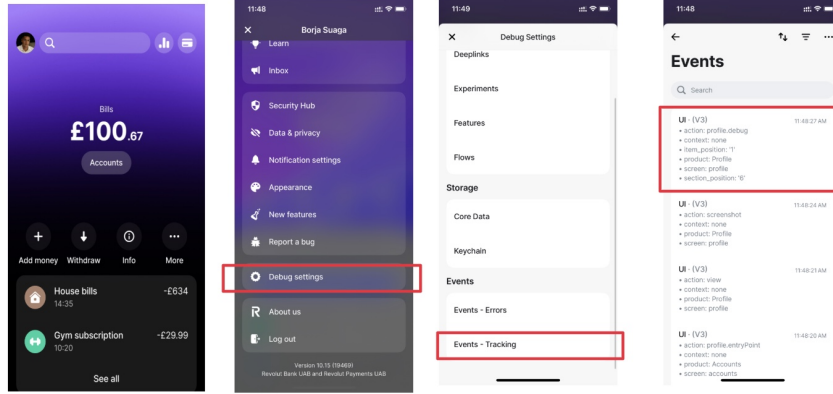 Bills
£100.67
Accounts
Add money
Withdraw
Info
More
House bills
-£634
14:35
Gym subscription
-£29.99
10:20
See all
11:48
Borja Suaga
Learn
Inbox
Security Hub
Data & privacy
Notification settings
Appearance
New features
Report a bug
Debug settings
About us
Log out
Version 10.15 (19469)
Revolut Bank UAB and Revolut Payments UAB
11:49
Debug Settings
Deeplinks
Experiments
Features
Flows
Storage
Core Data
Keychain
Events
Events - Errors
Events - Tracking
11:48
Events
Search
UI · (V3)
11:48:27 AM
• action: profile.debug
• context: none
• item_position: '1'
• product: Profile
• screen: profile
• section_position: '6'
UI · (V3)
11:48:24 AM
• action: screenshot
• context: none
• product: Profile
• screen: profile
UI · (V3)
11:48:21 AM
• action: view
• context: none
• product: Profile
• screen: profile
UI · (V3)
11:48:20 AM
• action: profile.entryPoint
• context: none
• product: Accounts
• screen: accounts